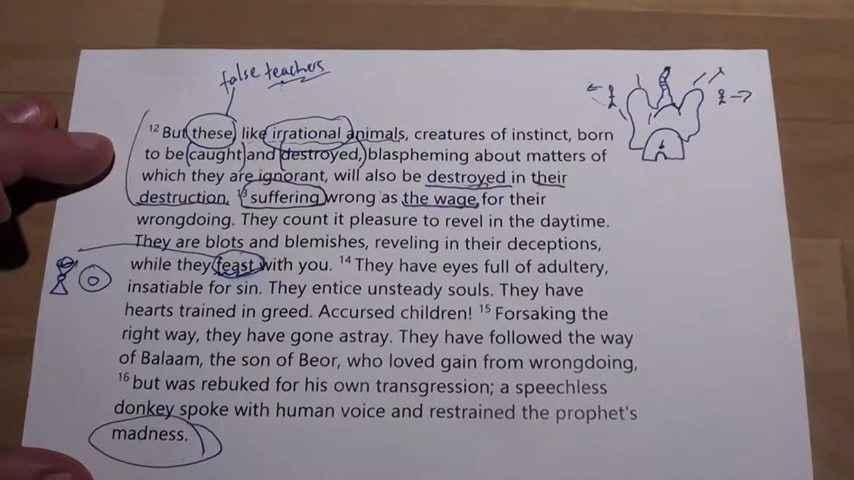 false teachers
12 But these, like irrational animals, creatures of instinct, born
to be caught and destroyed, blaspheming about matters of
which they are ignorant, will also be destroyed in their
destruction, 13 suffering wrong as the wage for their
wrongdoing. They count it pleasure to revel in the daytime.
They are blots and blemishes, reveling in their deceptions,
while they feast with you. 14 They have eyes full of adultery,
insatiable for sin. They entice unsteady souls. They have
hearts trained in greed. Accursed children! 15 Forsaking the
right way, they have gone astray. They have followed the way
of Balaam, the son of Beor, who loved gain from wrongdoing,
16 but was rebuked for his own transgression; a speechless
donkey spoke with human voice and restrained the prophet's
madness.